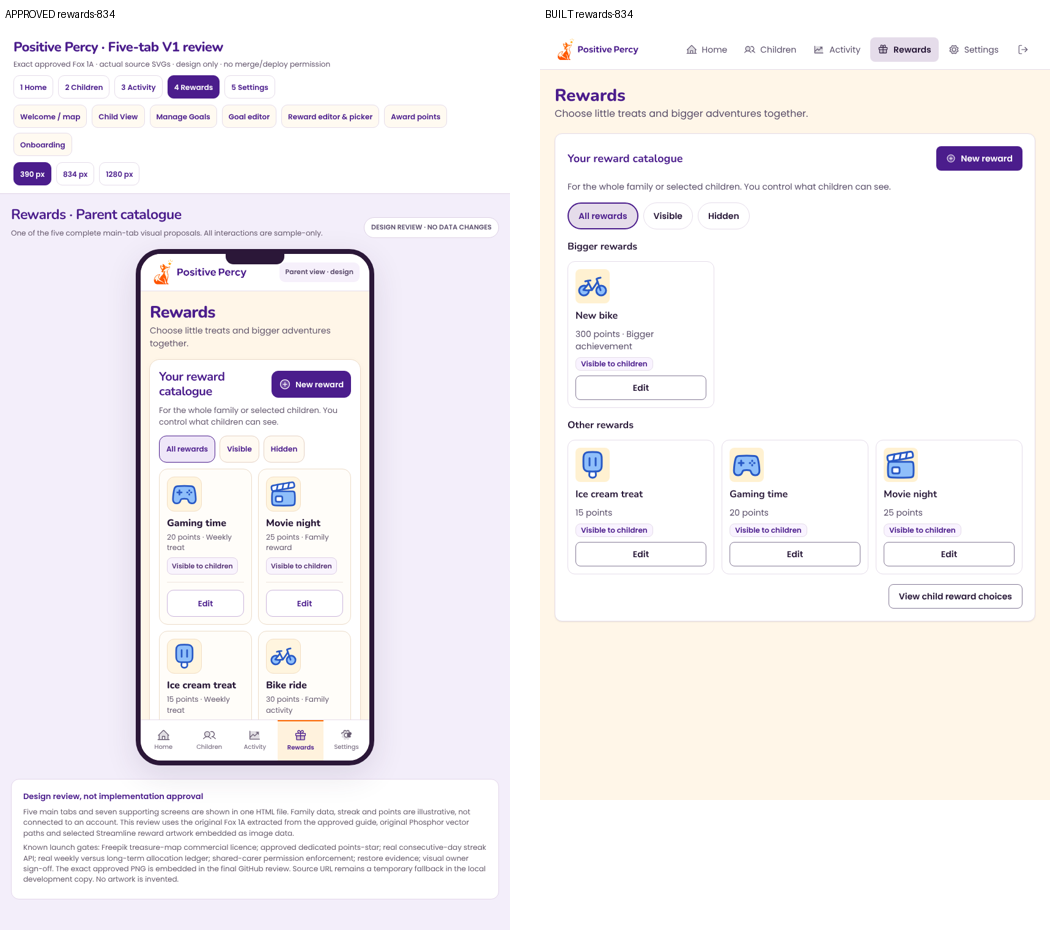 APPROVED rewards-834
Positive Percy · Five-tab V1 review
Exact approved Fox 1A · actual source SVGs · design only · no merge/deploy permission
1 Home
2 Children
3 Activity
4 Rewards
5 Settings
Welcome / map
Child View
Manage Goals
Goal editor
Reward editor & picker
Award points
Onboarding
390 px
834 px
1280 px
Rewards · Parent catalogue
One of the five complete main-tab visual proposals. All interactions are sample-only.
DESIGN REVIEW · NO DATA CHANGES
Positive Percy
Parent view · design
Rewards
Choose little treats and bigger adventures
together.
Your reward
catalogue
New reward
For the whole family or selected children. You
control what children can see.
All rewards
Visible
Hidden
Gaming time
20 points · Weekly
treat
Visible to children
Edit
Movie night
25 points · Family
reward
Visible to children
Edit
Ice cream treat
15 points · Weekly
treat
Bike ride
30 points · Family
activity
Home
Children
Activity
Rewards
Settings
Design review, not implementation approval
Five main tabs and seven supporting screens are shown in one HTML file. Family data, streak and points are illustrative, not
connected to an account. This review uses the original Fox 1A extracted from the approved guide, original Phosphor vector
paths and selected Streamline reward artwork embedded as image data.
Known launch gates: Freepik treasure-map commercial licence; approved dedicated points-star; real consecutive-day streak
API; real weekly versus long-term allocation ledger; shared-carer permission enforcement; restore evidence; visual owner
sign-off. The exact approved PNG is embedded in the final GitHub review. Source URL remains a temporary fallback in the local
development copy. No artwork is invented.
BUILT rewards-834
Positive Percy
Home
Children
Activity
Rewards
Settings
Rewards
Choose little treats and bigger adventures together.
Your reward catalogue
New reward
For the whole family or selected children. You control what children can see.
All rewards
Visible
Hidden
Bigger rewards
New bike
300 points · Bigger
achievement
Visible to children
Edit
Other rewards
Ice cream treat
15 points
Visible to children
Edit
Gaming time
20 points
Visible to children
Edit
Movie night
25 points
Visible to children
Edit
View child reward choices